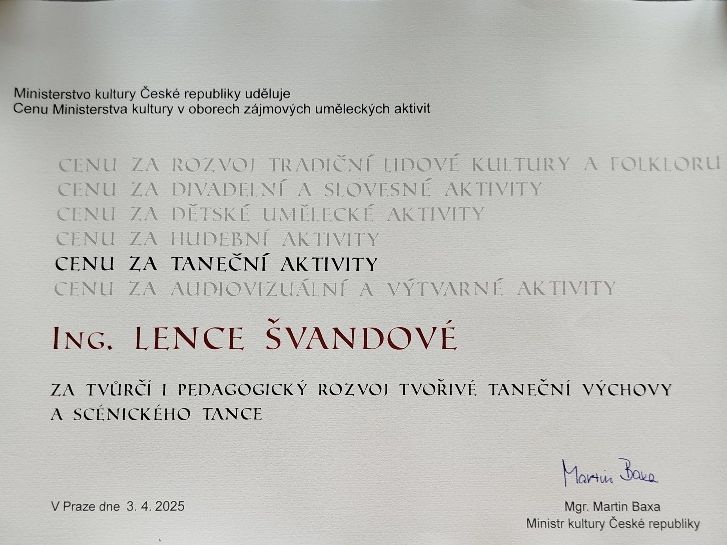 Ministerstvo kultury České republiky uděluje
Cenu Ministerstva kultury v oborech zájmových uměleckých aktivit
CENU ZA ROZVOJ TRADIČNÍ LIDOVÉ KULTURY A FOLKLORU
CENU ZA DIVADELNÍ A SLOVESNÉ AKTIVITY
CENU ZA DĚTSKÉ UMĚLECKÉ AKTIVITY
CENU ZA HUDEBNÍ AKTIVITY
CENU ZA TANEČNÍ AKTIVITY
CENU ZA AUDIOVIZUÁLNÍ A VÝTVARNÉ AKTIVITY
ING. LENCE ŠVANDOVÉ
ZA TVŮRČÍ I PEDAGOGICKÝ ROZVOJ TVOŘIVÉ TANEČNÍ VÝCHOVY
A SCÉNICKÉHO TANCE
Martin Baxa
V Praze dne 3. 4. 2025
Mgr. Martin Baxa
Ministr kultury České republiky